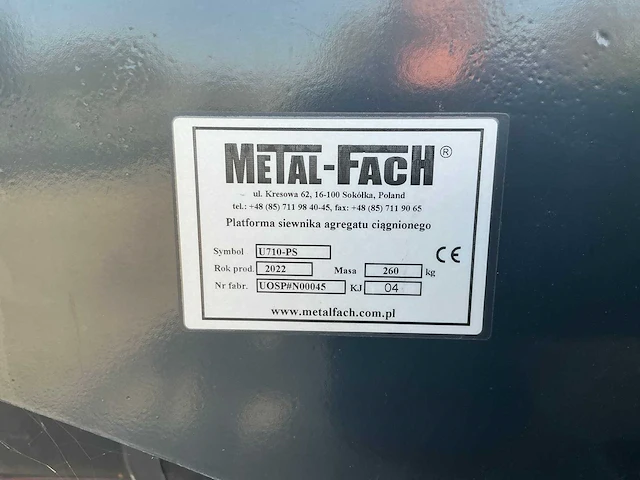 METAL-FACH®
ul. Kresowa 62, 16-100 Sokółka, Poland
tel.: +48 (85) 711 98 40-45, fax: +48 (85) 711 90 65
Platforma siewnika agregatu ciągnionego
Symbol U710-PS CE
Rok prod. 2022 Masa 260 kg
Nr fabr. UOSP#N00045 KJ 04
www.metalfach.com.pl